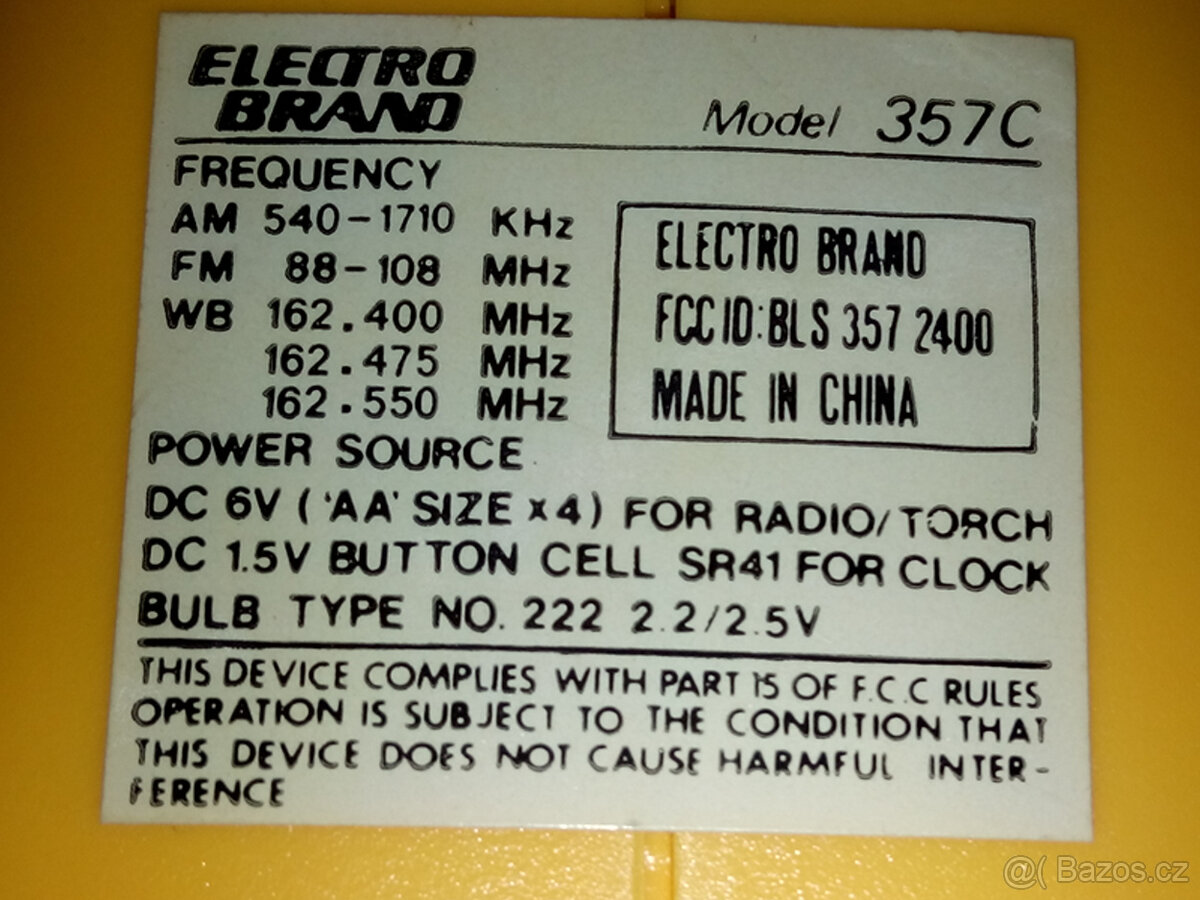 ELECTRO
BRAND
Model 357C
FREQUENCY
AM 540-1710 KHz
FM 88-108 MHz
WB 162.400 MHz
162.475 MHz
162.550 MHz
ELECTRO BRAND
FCC ID:BLS 357 2400
MADE IN CHINA
POWER SOURCE
DC 6V ('AA' SIZE x4) FOR RADIO/TORCH
DC 1.5V BUTTON CELL SR41 FOR CLOCK
BULB TYPE NO. 222 2.2/2.5V
THIS DEVICE COMPLIES WITH PART 15 OF F.C.C RULES
OPERATION IS SUBJECT TO THE CONDITION THAT
THIS DEVICE DOES NOT CAUSE HARMFUL INTER-
FERENCE
@( Bazos.cz